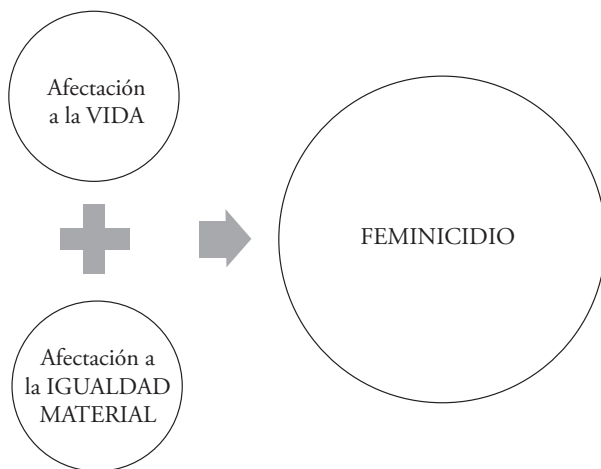 Afectación
a la VIDA
Afectación a
la IGUALDAD
MATERIAL
FEMINICIDIO